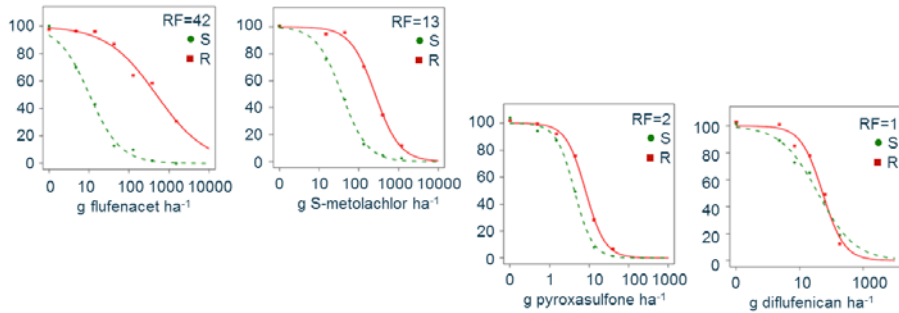 RF=42
S
R
100
80
60
40
20
0
0 10 100 1000 10000
g flufenacet ha⁻¹
RF=13
S
R
100
80
60
40
20
0
0 10 100 1000 10000
g S-metolachlor ha⁻¹
RF=2
S
R
100
80
60
40
20
0
0 1 10 100 1000
g pyroxasulfone ha⁻¹
RF=1
S
R
100
80
60
40
20
0
0 10 100 1000
g diflufenican ha⁻¹